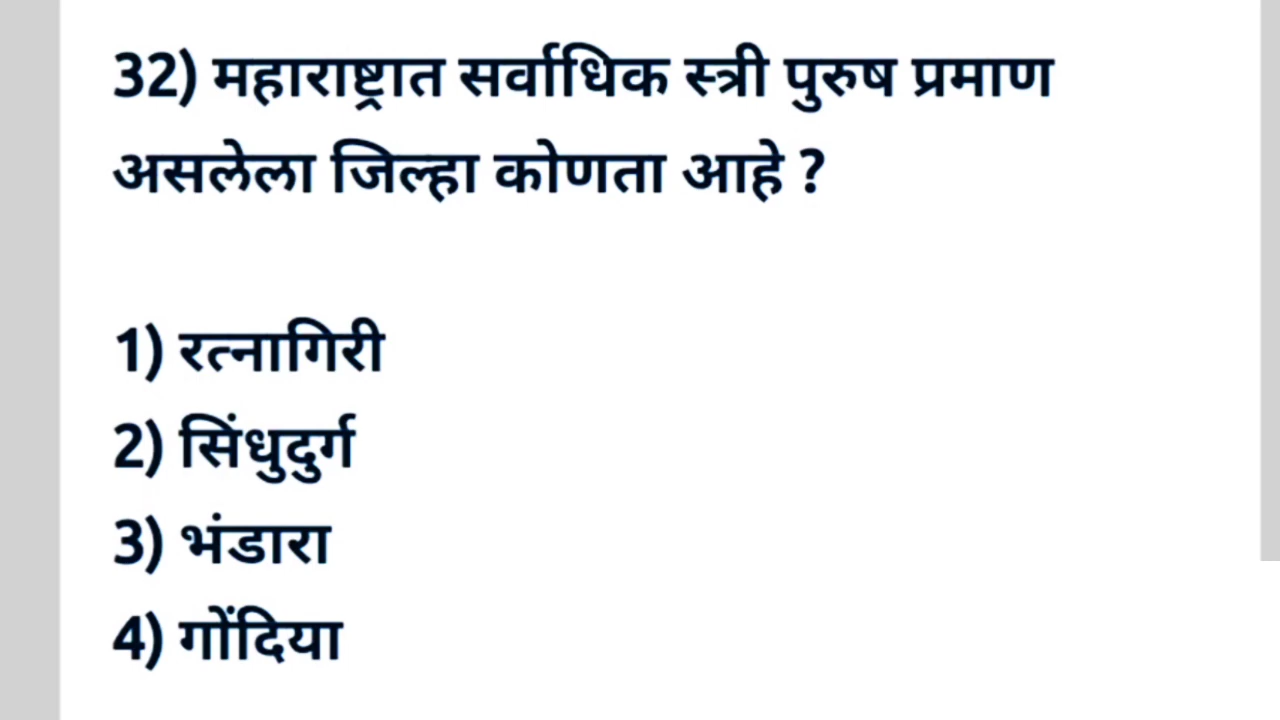 32) महाराष्ट्रात सर्वाधिक स्त्री पुरुष प्रमाण
असलेला जिल्हा कोणता आहे ?
1) रत्नागिरी
2) सिंधुदुर्ग
3) भंडारा
4) गोंदिया